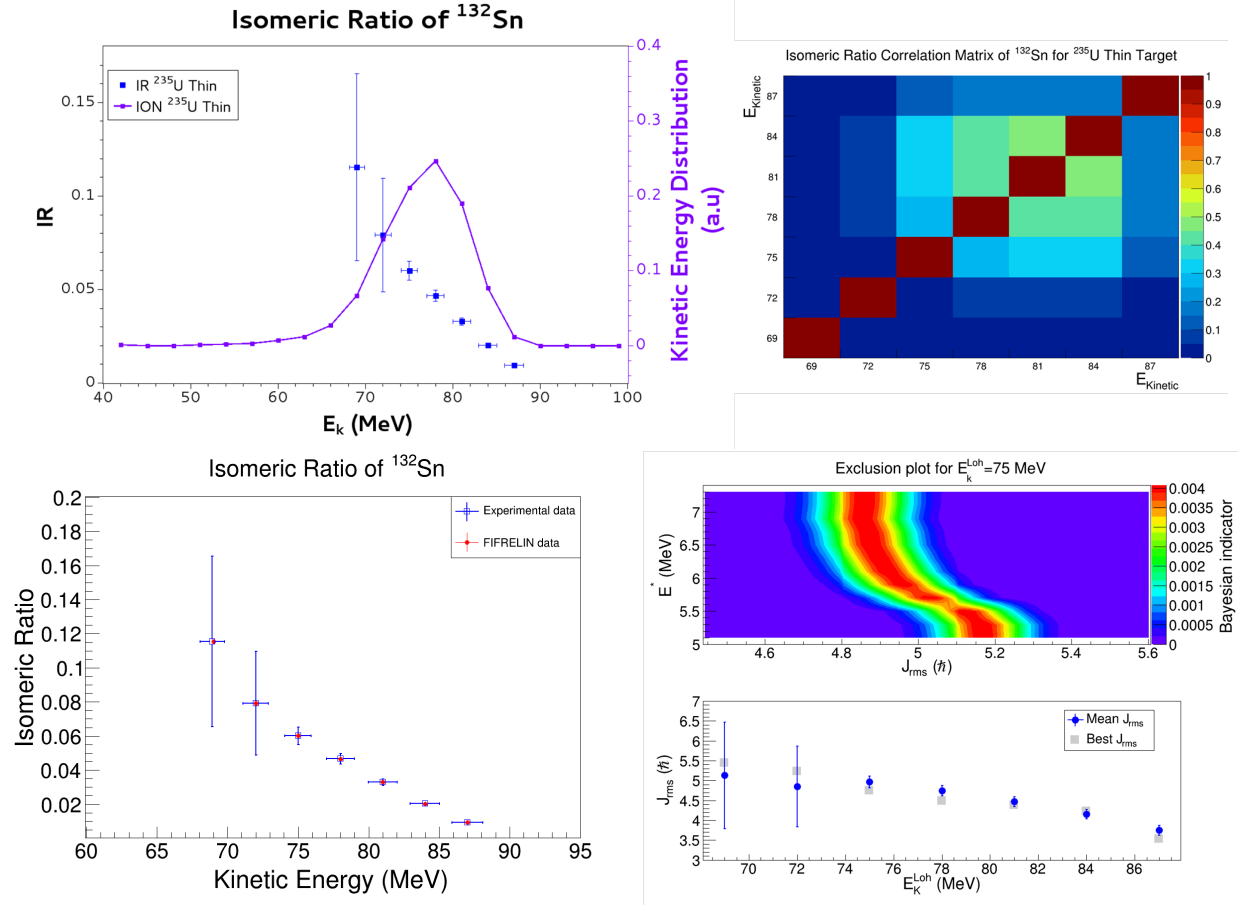 Isomeric Ratio of ¹³²Sn
IR ²³⁵U Thin
ION ²³⁵U Thin
IR
0.15
0.1
0.05
0
40 50 60 70 80 90 100
E_k (MeV)
0.4
0.3
0.2
0.1
0
Kinetic Energy Distribution
(a.u)
Isomeric Ratio Correlation Matrix of ¹³²Sn for ²³⁵U Thin Target
E_Kinetic
87
84
81
78
75
72
69
69 72 75 78 81 84 87
E_Kinetic
1
0.9
0.8
0.7
0.6
0.5
0.4
0.3
0.2
0.1
0
Isomeric Ratio of ¹³²Sn
Experimental data
FIFRELIN data
Isomeric Ratio
0.2
0.18
0.16
0.14
0.12
0.1
0.08
0.06
0.04
0.02
60 65 70 75 80 85 90 95
Kinetic Energy (MeV)
Exclusion plot for E_k^Loh=75 MeV
E* (MeV)
7
6.5
6
5.5
5
4.6 4.8 5 5.2 5.4 5.6
J_rms (ℏ)
0.004
0.0035
0.003
0.0025
0.002
0.0015
0.001
0.0005
0
Bayesian indicator
Mean J_rms
Best J_rms
J_rms (ℏ)
7
6.5
6
5.5
5
4.5
4
3.5
3
70 72 74 76 78 80 82 84 86
E_K^Loh (MeV)